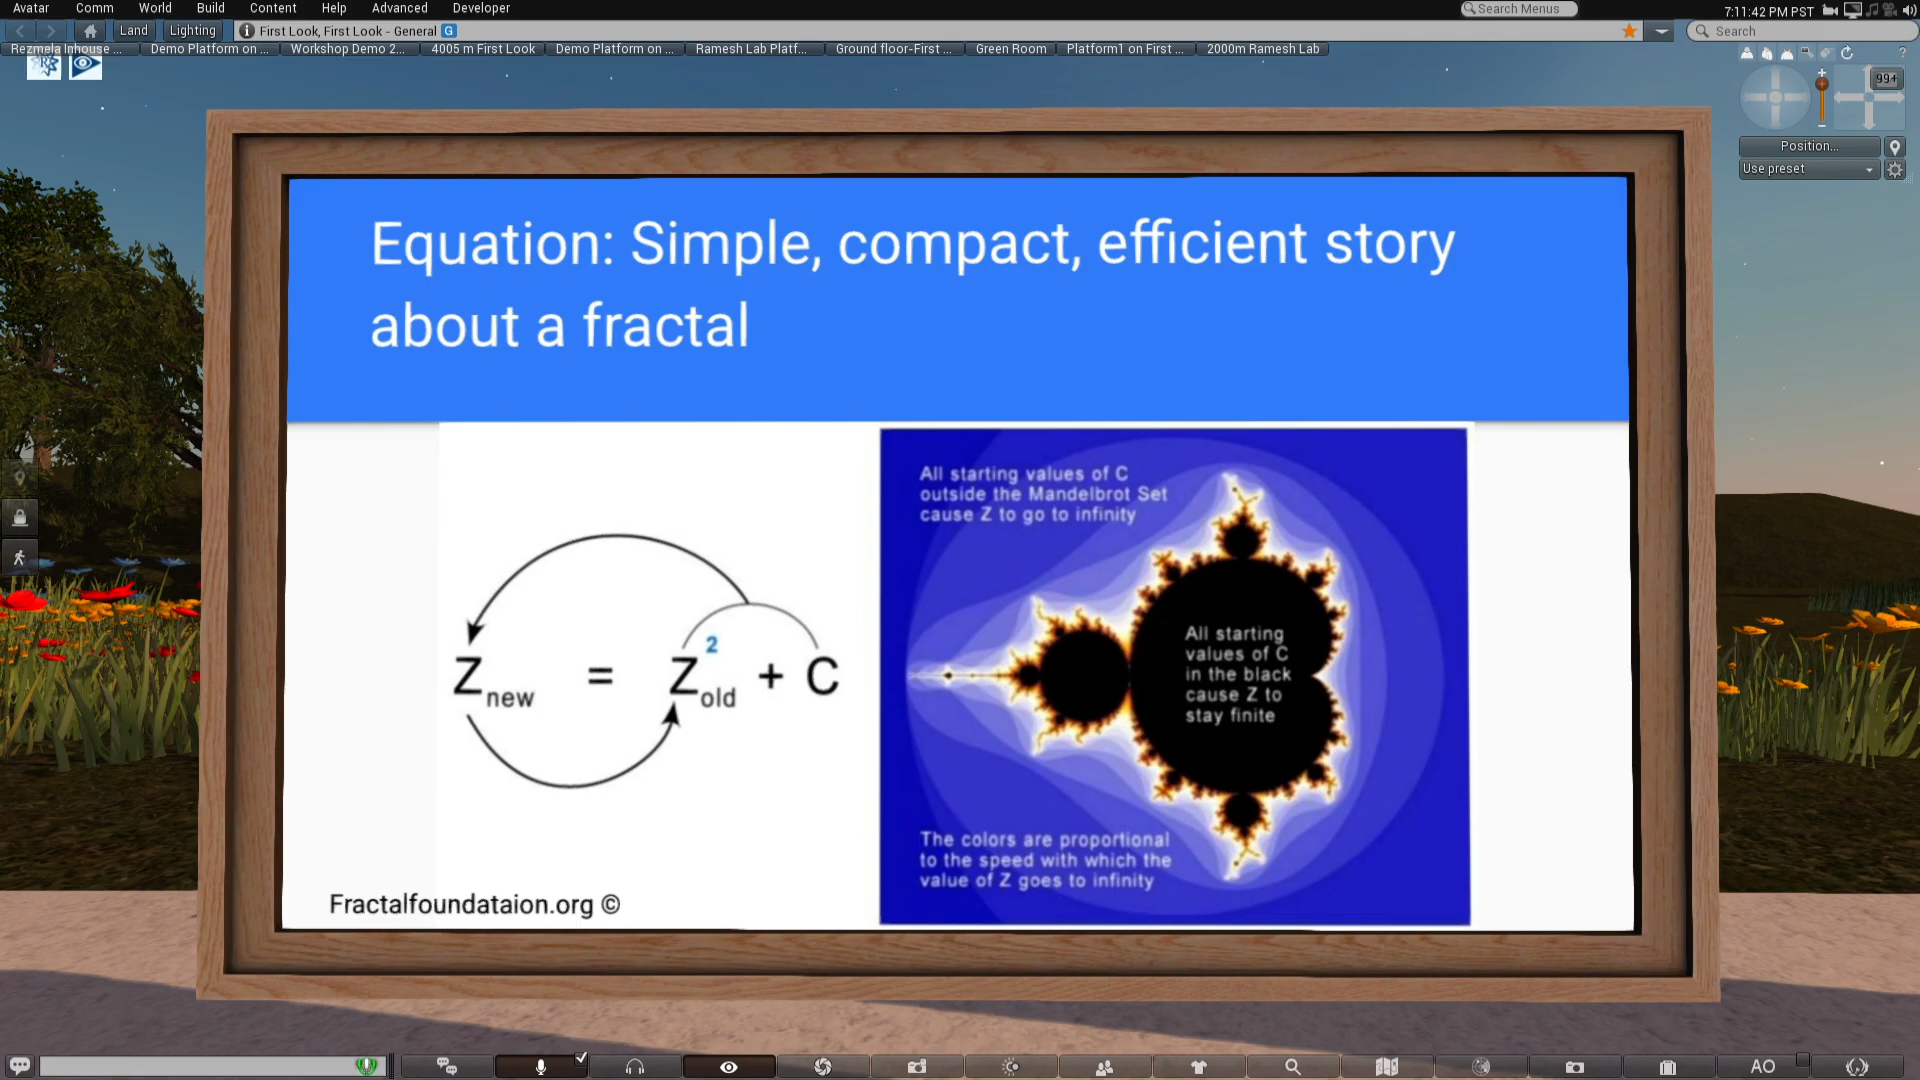 Avatar Comm World Build Content Help Advanced Developer
Search Menus
7:11:42 PM PST
Land Lighting
First Look, First Look - General G
Search
Rezmela Inhouse ... Demo Platform on ... Workshop Demo 2... 4005 m First Look Demo Platform on ... Ramesh Lab Platf... Ground floor-First ... Green Room Platform1 on First ... 2000m Ramesh Lab
99+
Position...
Use preset
Equation: Simple, compact, efficient story
about a fractal
2
Z new = Z old + C
Fractalfoundataion.org ©
All starting values of C
outside the Mandelbrot Set
cause Z to go to infinity
All starting
values of C
in the black
cause Z to
stay finite
The colors are proportional
to the speed with which the
value of Z goes to infinity
AO